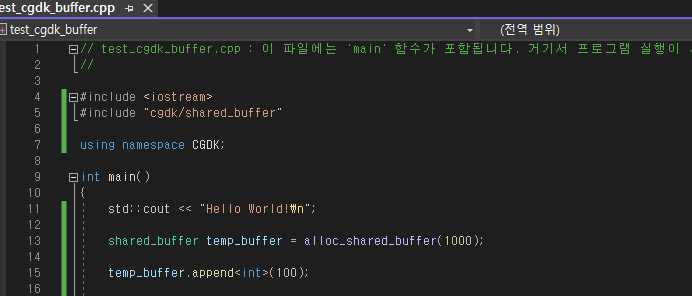 test_cgdk_buffer.cpp
test_cgdk_buffer
(전역 범위)
1 // test_cgdk_buffer.cpp : 이 파일에는 'main' 함수가 포함됩니다. 거기서 프로그램 실행이
2 //
3
4 #include <iostream>
5 #include "cgdk/shared_buffer"
6
7 using namespace CGDK;
8
9 int main()
10 {
11 std::cout << "Hello World!₩n";
12
13 shared_buffer temp_buffer = alloc_shared_buffer(1000);
14
15 temp_buffer.append<int>(100);
16